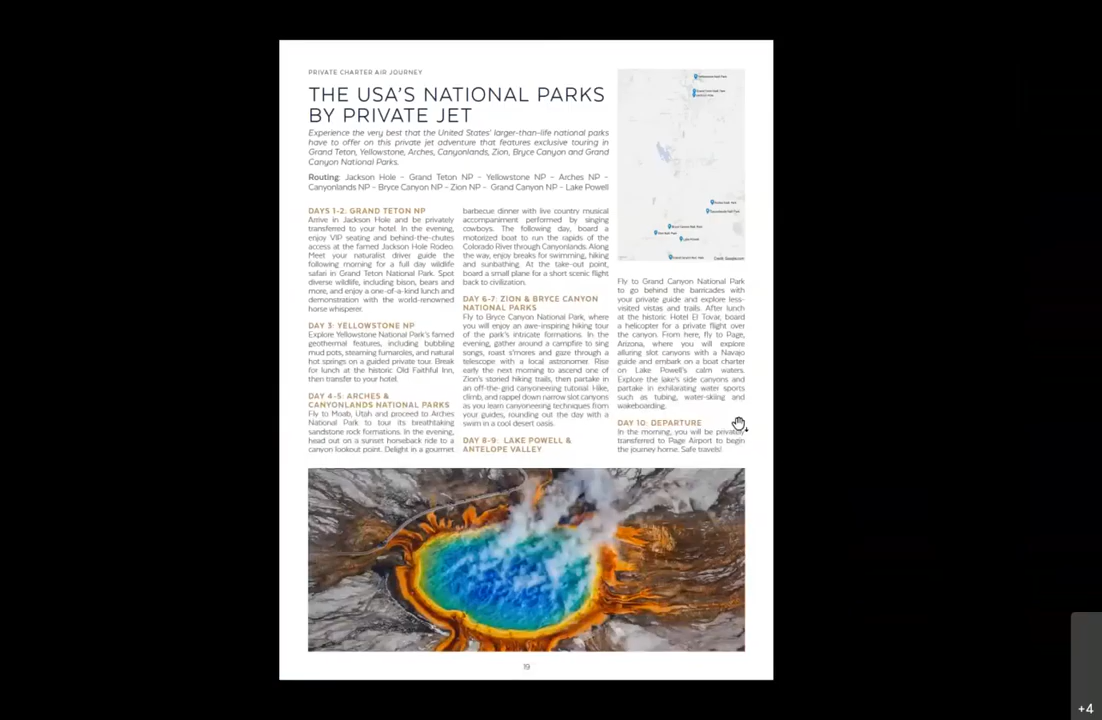 PRIVATE CHARTER AIR JOURNEY
THE USA'S NATIONAL PARKS
BY PRIVATE JET
Experience the very best that the United States' larger-than-life national parks
have to offer on this private jet adventure that features exclusive touring in
Grand Teton, Yellowstone, Arches, Canyonlands, Zion, Bryce Canyon and Grand
Canyon National Parks.
Routing: Jackson Hole - Grand Teton NP - Yellowstone NP - Arches NP -
Canyonlands NP - Bryce Canyon NP - Zion NP - Grand Canyon NP - Lake Powell
DAYS 1-2: GRAND TETON NP
Arrive in Jackson Hole and be privately
transferred to your hotel. In the evening,
enjoy VIP seating and behind-the-chutes
access at the famed Jackson Hole Rodeo.
Meet your naturalist driver guide the
following morning for a full day wildlife
safari in Grand Teton National Park. Spot
diverse wildlife, including bison, bears and
more, and enjoy a one-of-a-kind lunch and
demonstration with the world-renowned
horse whisperer.
DAY 3: YELLOWSTONE NP
Explore Yellowstone National Park's famed
geothermal features, including bubbling
mud pots, steaming fumaroles, and natural
hot springs on a guided private tour. Break
for lunch at the historic Old Faithful Inn,
then transfer to your hotel.
DAY 4-5: ARCHES &
CANYONLANDS NATIONAL PARKS
Fly to Moab, Utah and proceed to Arches
National Park to tour its breathtaking
sandstone rock formations. In the evening,
head out on a sunset horseback ride to a
canyon lookout point. Delight in a gourmet
barbecue dinner with live country musical
accompaniment performed by singing
cowboys. The following day, board a
motorized boat to run the rapids of the
Colorado River through Canyonlands. Along
the way, enjoy breaks for swimming, hiking
and sunbathing. At the take-out point,
board a small plane for a short scenic flight
back to civilization.
DAY 6-7: ZION & BRYCE CANYON
NATIONAL PARKS
Fly to Bryce Canyon National Park, where
you will enjoy an awe-inspiring hiking tour
of the park's intricate formations. In the
evening, gather around a campfire to sing
songs, roast s'mores and gaze through a
telescope with a local astronomer. Rise
early the next morning to ascend one of
Zion's storied hiking trails, then partake in
an off-the-grid canyoneering tutorial. Hike,
climb, and rappel down narrow slot canyons
as you learn canyoneering techniques from
your guides, rounding out the day with a
swim in a cool desert oasis.
DAY 8-9: LAKE POWELL &
ANTELOPE VALLEY
Fly to Grand Canyon National Park
to go behind the barricades with
your private guide and explore less-
visited vistas and trails. After lunch
at the historic Hotel El Tovar, board
a helicopter for a private flight over
the canyon. From here, fly to Page,
Arizona, where you will explore
alluring slot canyons with a Navajo
guide and embark on a boat charter
on Lake Powell's calm waters.
Explore the lake's side canyons and
partake in exhilarating water sports
such as tubing, water-skiing and
wakeboarding.
DAY 10: DEPARTURE
In the morning, you will be privately
transferred to Page Airport to begin
the journey home. Safe travels!
19
+4